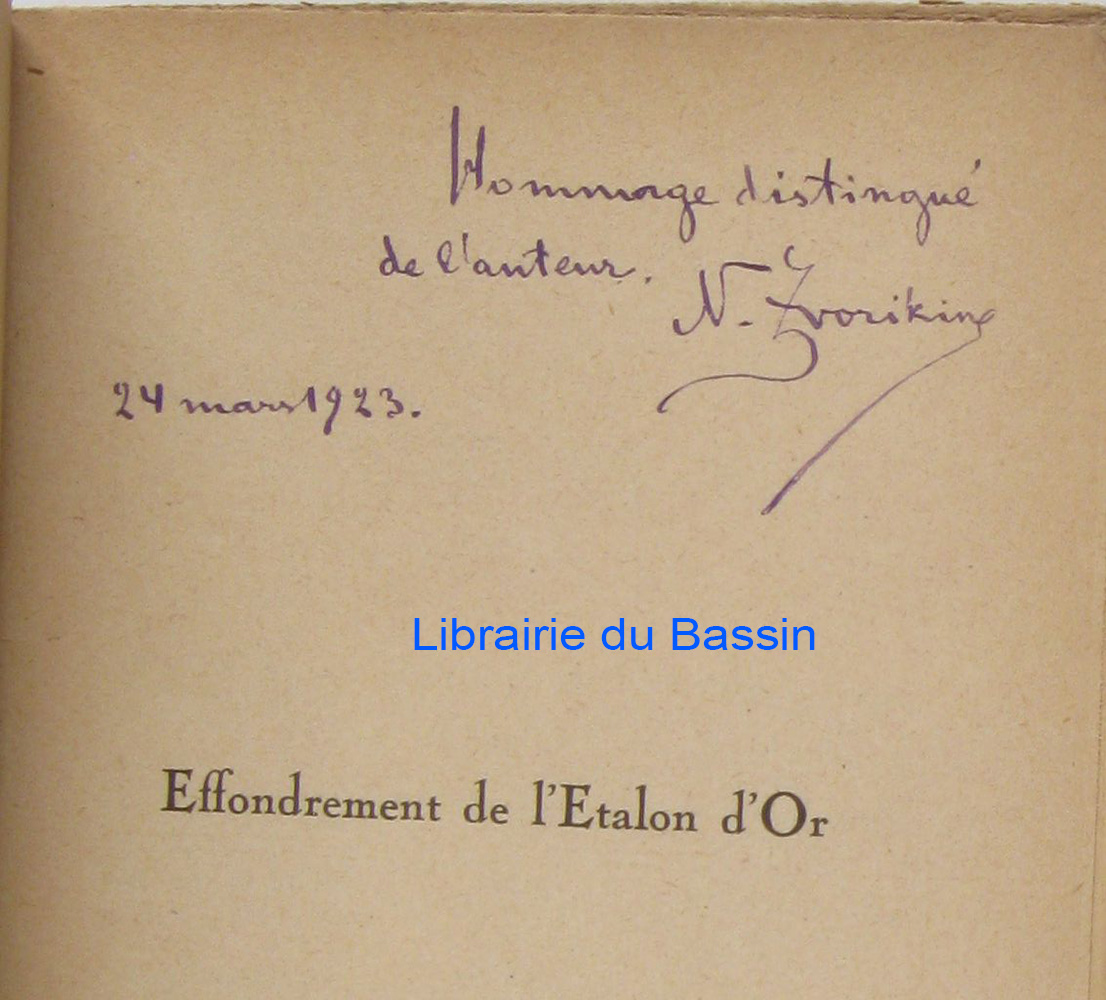 Hommage distingué
de l'auteur.
N. Zvorikine
24 mars 1923.
Librairie du Bassin
Effondrement de l'Etalon d'Or